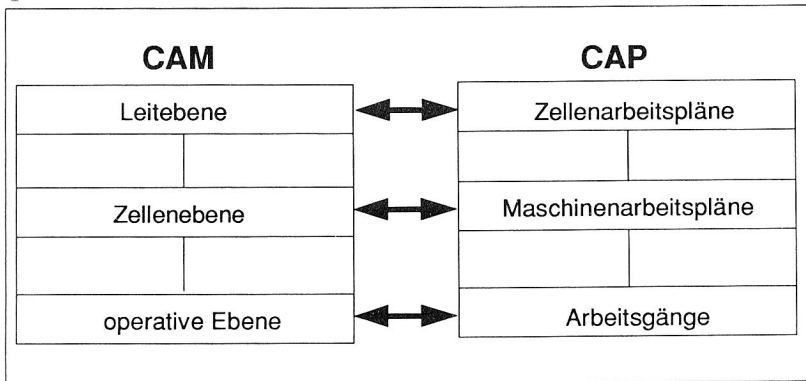 CAM
CAP
Leitebene
Zellenarbeitspläne
Zellenebene
Maschinenarbeitspläne
operative Ebene
Arbeitsgänge